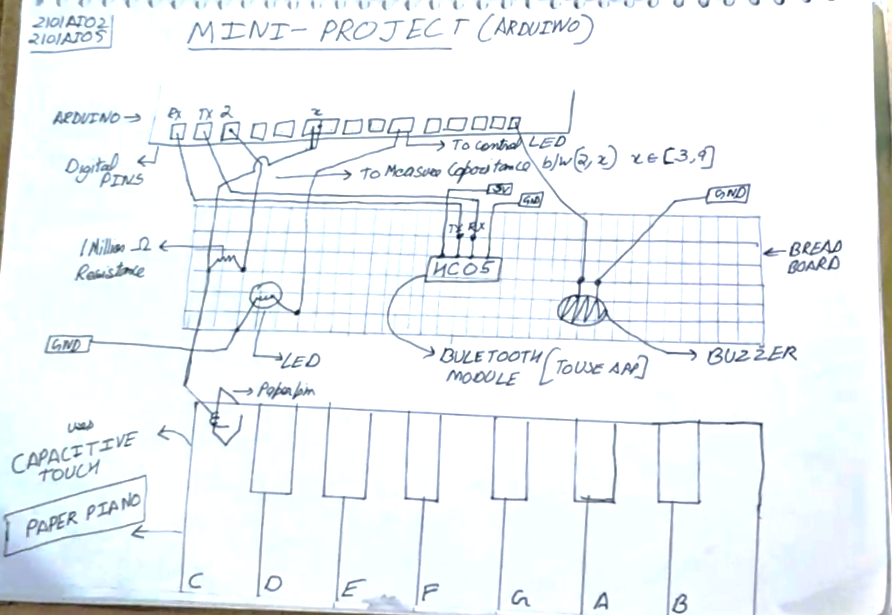 2101AI02
2101AI05
MINI-PROJECT (ARDUINO)
ARDUINO →
RX TX 2 x
Digital
PINS
→ To control LED
→ To Measure Capacitance b/w (2, x) x ∈ [3,9]
5V
GND
GND
TX RX
1 Million Ω
Resistance
HC05
BREAD
BOARD
GND
LED
BULETOOTH
MODULE [TO USE APP]
BUZZER
→ Paperpin
uses
CAPACITIVE
TOUCH
PAPER PIANO
C D E F G A B